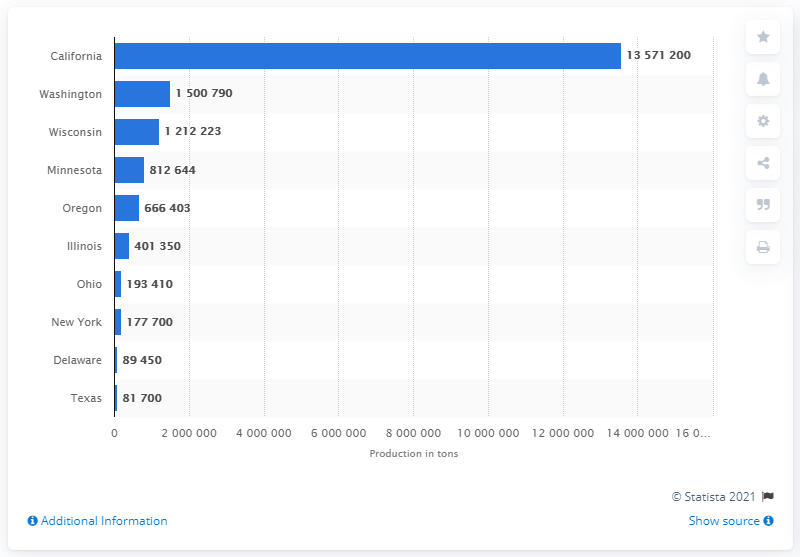 California 13 571 200
Washington 1 500 790
Wisconsin 1 212 223
Minnesota 812 644
Oregon 666 403
Illinois 401 350
Ohio 193 410
New York 177 700
Delaware 89 450
Texas 81 700
0 2 000 000 4 000 000 6 000 000 8 000 000 10 000 000 12 000 000 14 000 000 16 0...
Production in tons
© Statista 2021
Additional Information Show source